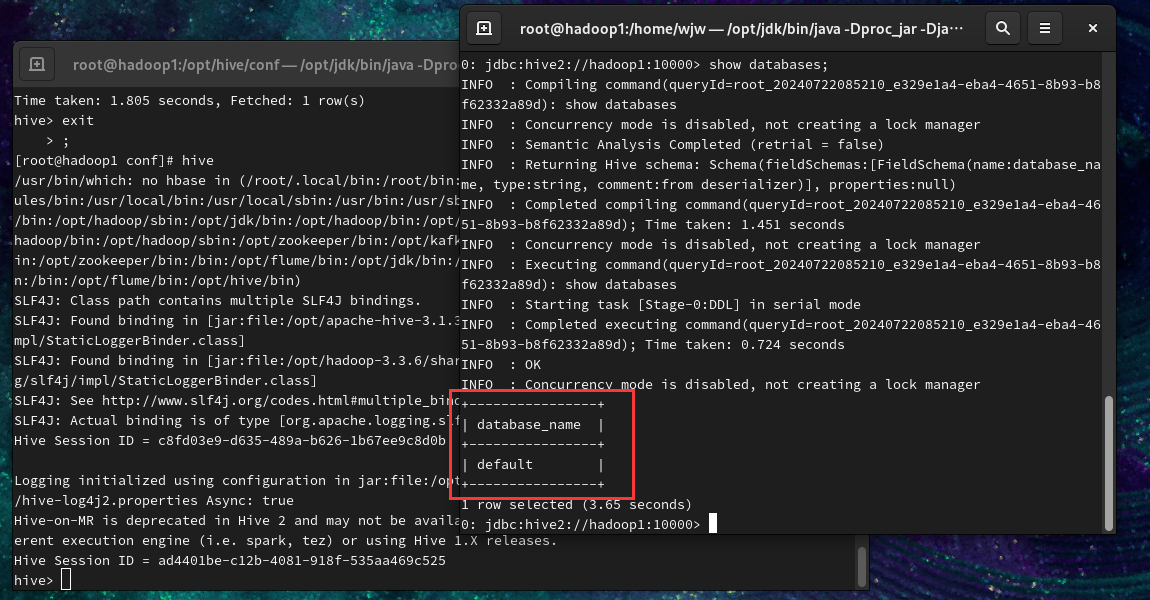 root@hadoop1:/opt/hive/conf — /opt/jdk/bin/java -Dpro
Time taken: 1.805 seconds, Fetched: 1 row(s)
hive> exit
    > ;
[root@hadoop1 conf]# hive
/usr/bin/which: no hbase in (/root/.local/bin:/root/bin:
ules/bin:/usr/local/bin:/usr/local/sbin:/usr/bin:/usr/sb
/bin:/opt/hadoop/sbin:/opt/jdk/bin:/opt/hadoop/bin:/opt/
hadoop/bin:/opt/hadoop/sbin:/opt/zookeeper/bin:/opt/kafk
in:/opt/zookeeper/bin:/bin:/opt/flume/bin:/opt/jdk/bin:/
n:/bin:/opt/flume/bin:/opt/hive/bin)
SLF4J: Class path contains multiple SLF4J bindings.
SLF4J: Found binding in [jar:file:/opt/apache-hive-3.1.3
mpl/StaticLoggerBinder.class]
SLF4J: Found binding in [jar:file:/opt/hadoop-3.3.6/shar
g/slf4j/impl/StaticLoggerBinder.class]
SLF4J: See http://www.slf4j.org/codes.html#multiple_bind
SLF4J: Actual binding is of type [org.apache.logging.slf
Hive Session ID = c8fd03e9-d635-489a-b626-1b67ee9c8d0b
Logging initialized using configuration in jar:file:/opt
/hive-log4j2.properties Async: true
Hive-on-MR is deprecated in Hive 2 and may not be availa
erent execution engine (i.e. spark, tez) or using Hive 1.X releases.
Hive Session ID = ad4401be-c12b-4081-918f-535aa469c525
hive>
root@hadoop1:/home/wjw — /opt/jdk/bin/java -Dproc_jar -Dja···
0: jdbc:hive2://hadoop1:10000> show databases;
INFO  : Compiling command(queryId=root_20240722085210_e329e1a4-eba4-4651-8b93-b8
f62332a89d): show databases
INFO  : Concurrency mode is disabled, not creating a lock manager
INFO  : Semantic Analysis Completed (retrial = false)
INFO  : Returning Hive schema: Schema(fieldSchemas:[FieldSchema(name:database_na
me, type:string, comment:from deserializer)], properties:null)
INFO  : Completed compiling command(queryId=root_20240722085210_e329e1a4-eba4-46
51-8b93-b8f62332a89d); Time taken: 1.451 seconds
INFO  : Concurrency mode is disabled, not creating a lock manager
INFO  : Executing command(queryId=root_20240722085210_e329e1a4-eba4-4651-8b93-b8
f62332a89d): show databases
INFO  : Starting task [Stage-0:DDL] in serial mode
INFO  : Completed executing command(queryId=root_20240722085210_e329e1a4-eba4-46
51-8b93-b8f62332a89d); Time taken: 0.724 seconds
INFO  : OK
INFO  : Concurrency mode is disabled, not creating a lock manager
+----------------+
| database_name  |
+----------------+
| default        |
+----------------+
1 row selected (3.65 seconds)
0: jdbc:hive2://hadoop1:10000>